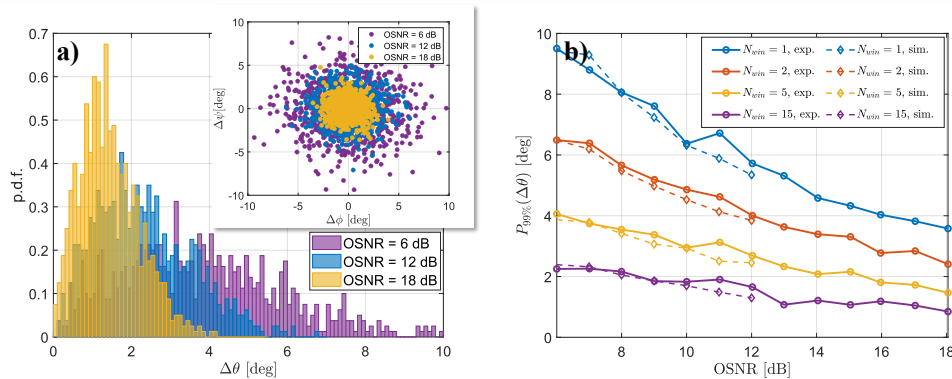 a)
0.7
0.6
0.5
0.4
0.3
0.2
0.1
0
p.d.f.
0 2 4 6 8 10
Δθ [deg]
OSNR = 6 dB
OSNR = 12 dB
OSNR = 18 dB
10
5
0
-5
-10
Δψ[deg]
-10 -5 0 5 10
Δϕ [deg]
OSNR = 6 dB
OSNR = 12 dB
OSNR = 18 dB
b)
10
8
6
4
2
0
P99%(Δθ) [deg]
8 10 12 14 16 18
OSNR [dB]
Nwin = 1, exp. Nwin = 1, sim.
Nwin = 2, exp. Nwin = 2, sim.
Nwin = 5, exp. Nwin = 5, sim.
Nwin = 15, exp. Nwin = 15, sim.